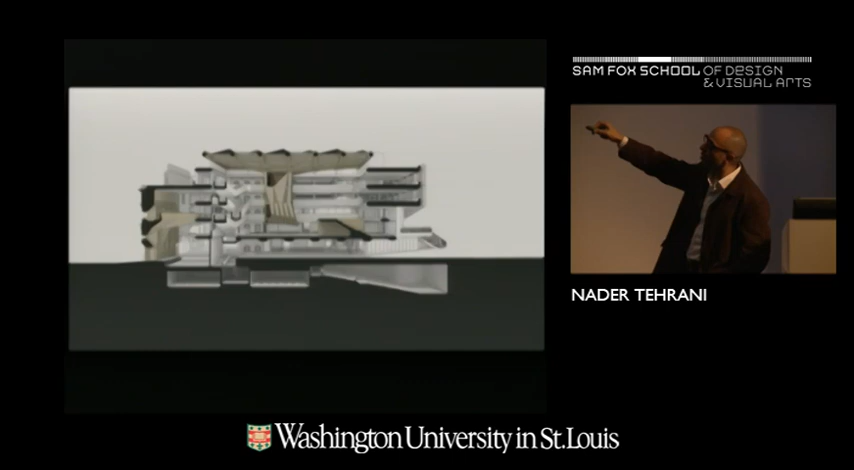 SAM FOX SCHOOL OF DESIGN
& VISUAL ARTS
NADER TEHRANI
Washington University in St. Louis